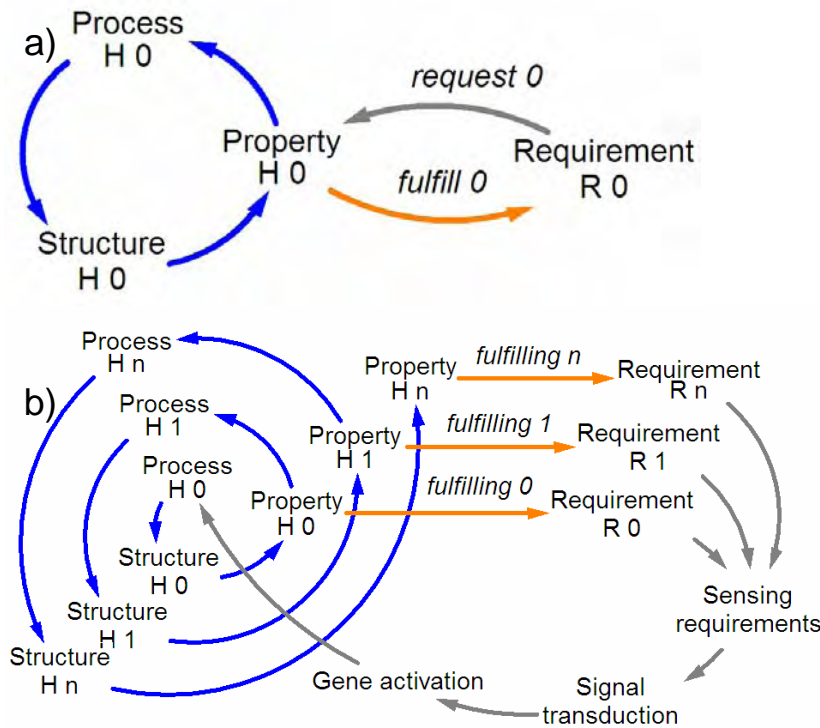 a)
Process
H 0
request 0
Property
H 0
Requirement
R 0
fulfill 0
Structure
H 0
b)
Process
H n
Property
H n
fulfilling n
Requirement
R n
Process
H 1
Property
H 1
fulfilling 1
Requirement
R 1
Process
H 0
Property
H 0
fulfilling 0
Requirement
R 0
Structure
H 0
Structure
H 1
Structure
H n
Sensing
requirements
Gene activation
Signal
transduction